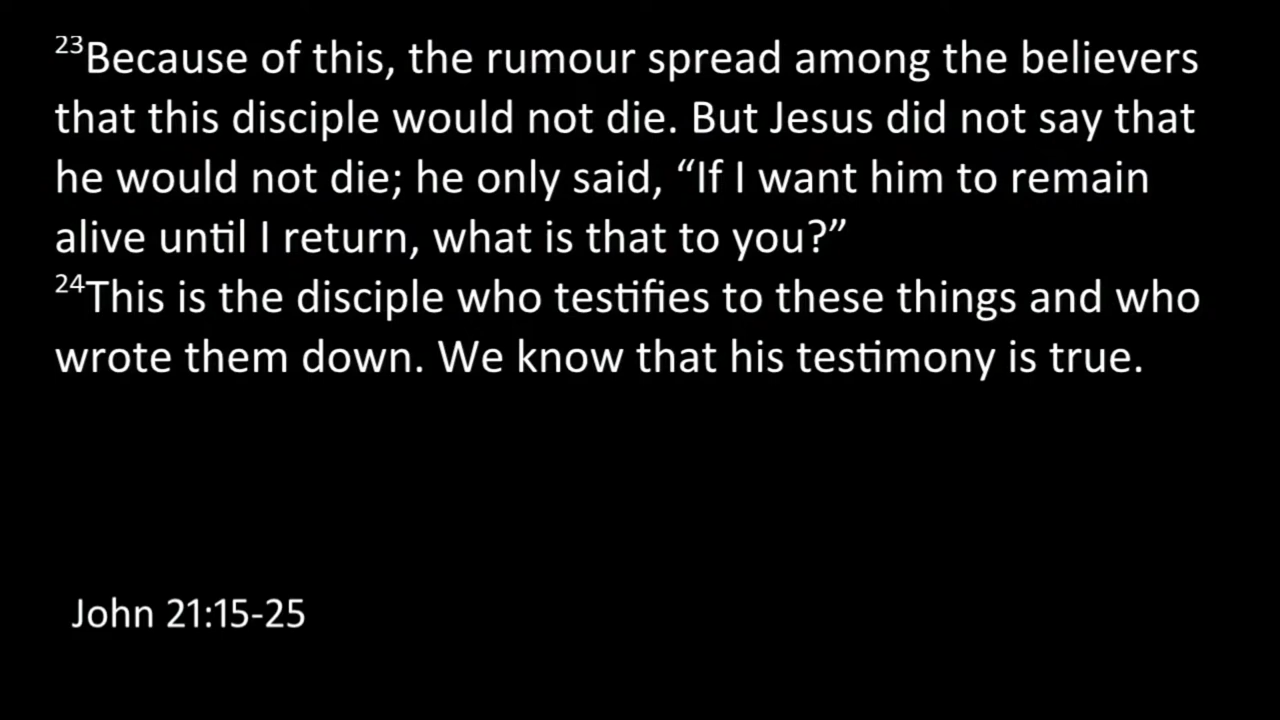 ²³Because of this, the rumour spread among the believers
that this disciple would not die. But Jesus did not say that
he would not die; he only said, “If I want him to remain
alive until I return, what is that to you?”
²⁴This is the disciple who testifies to these things and who
wrote them down. We know that his testimony is true.
John 21:15-25